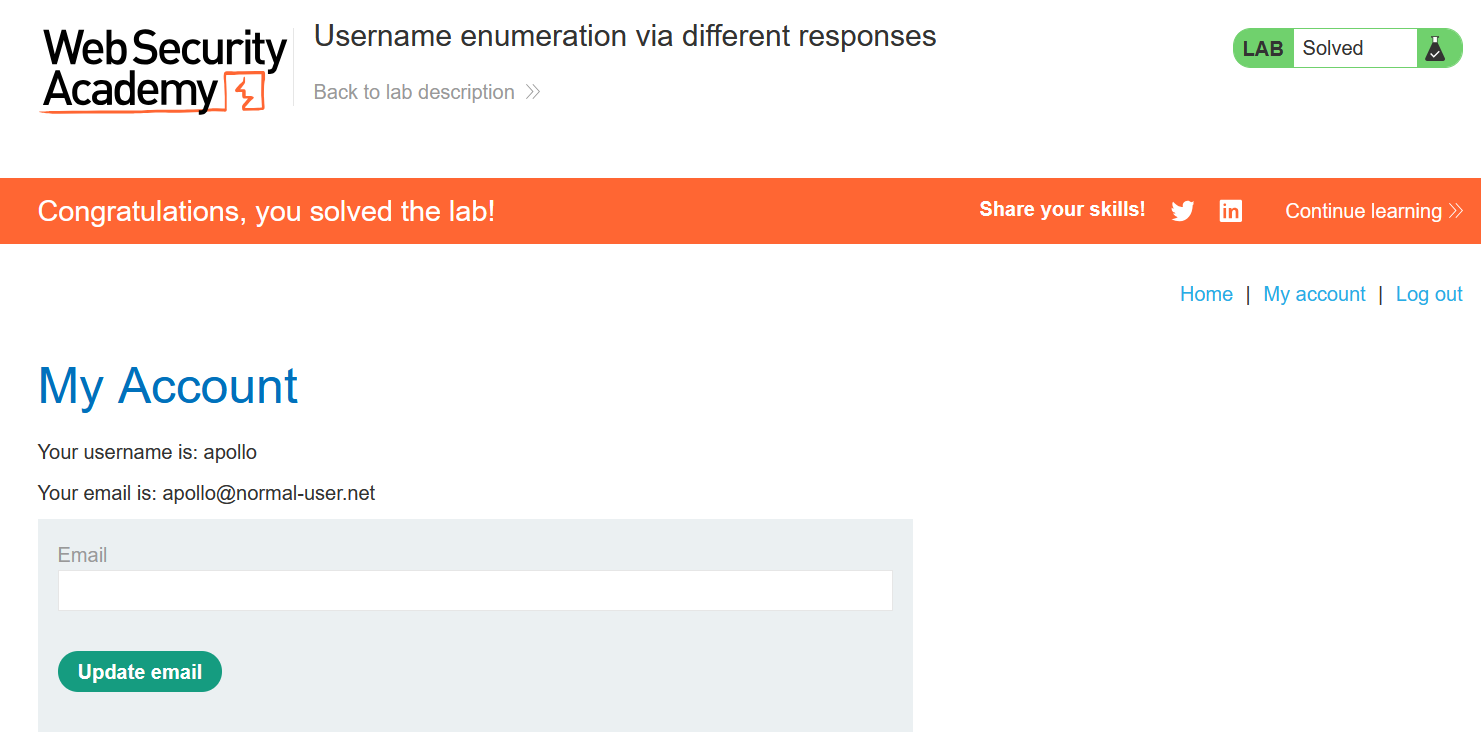 Web Security
Academy
Username enumeration via different responses
Back to lab description
LAB Solved
Congratulations, you solved the lab!
Share your skills!
Continue learning
Home | My account | Log out
My Account
Your username is: apollo
Your email is: apollo@normal-user.net
Email
Update email